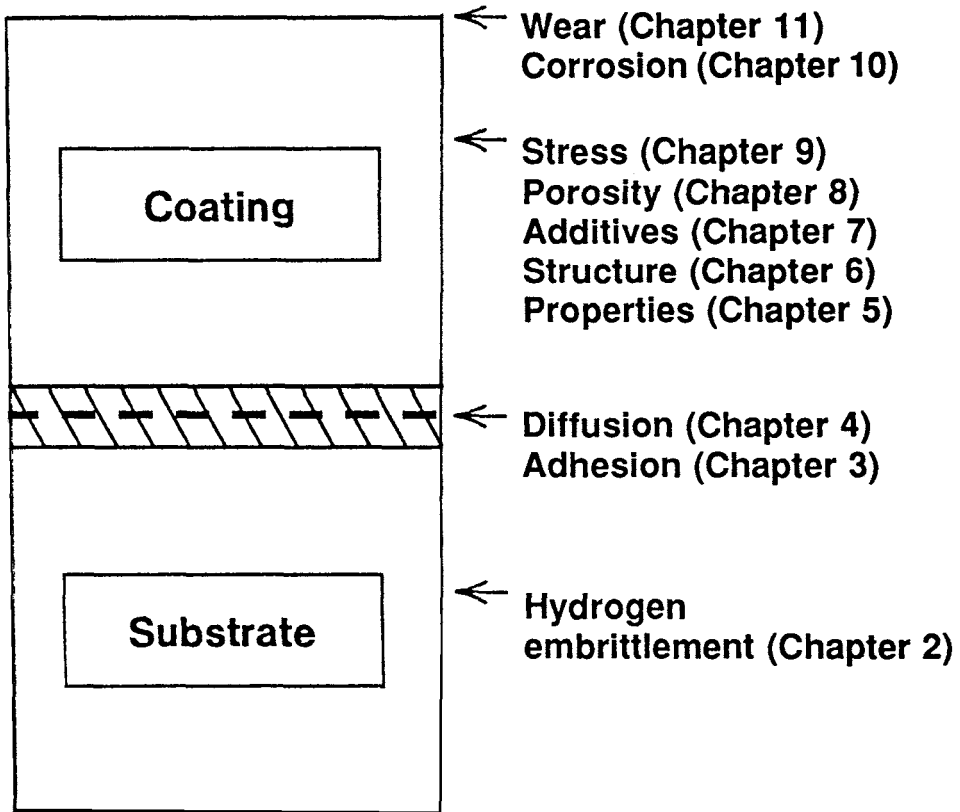 Wear (Chapter 11)
Corrosion (Chapter 10)
Stress (Chapter 9)
Porosity (Chapter 8)
Additives (Chapter 7)
Structure (Chapter 6)
Properties (Chapter 5)
Coating
Diffusion (Chapter 4)
Adhesion (Chapter 3)
Hydrogen
embrittlement (Chapter 2)
Substrate